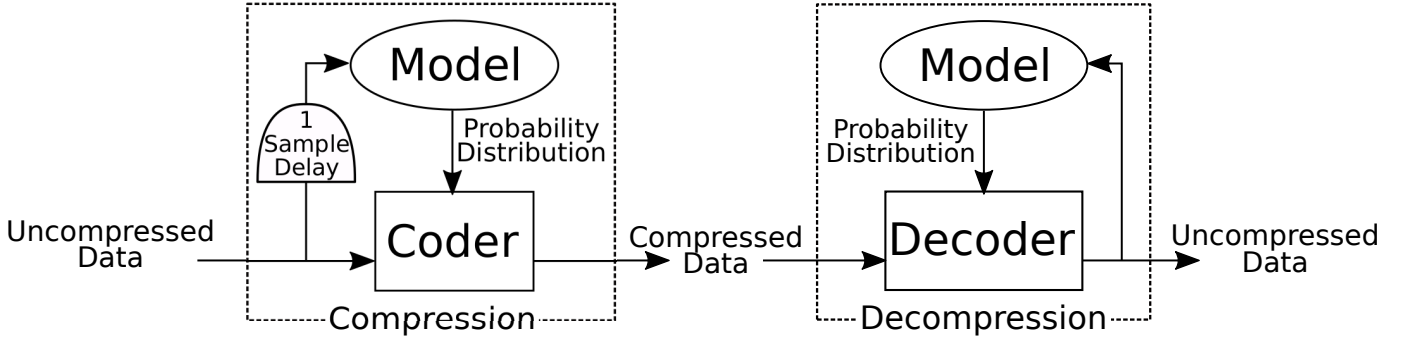 Model
1
Sample
Delay
Probability
Distribution
Uncompressed
Data
Coder
Compression
Compressed
Data
Model
Probability
Distribution
Decoder
Decompression
Uncompressed
Data